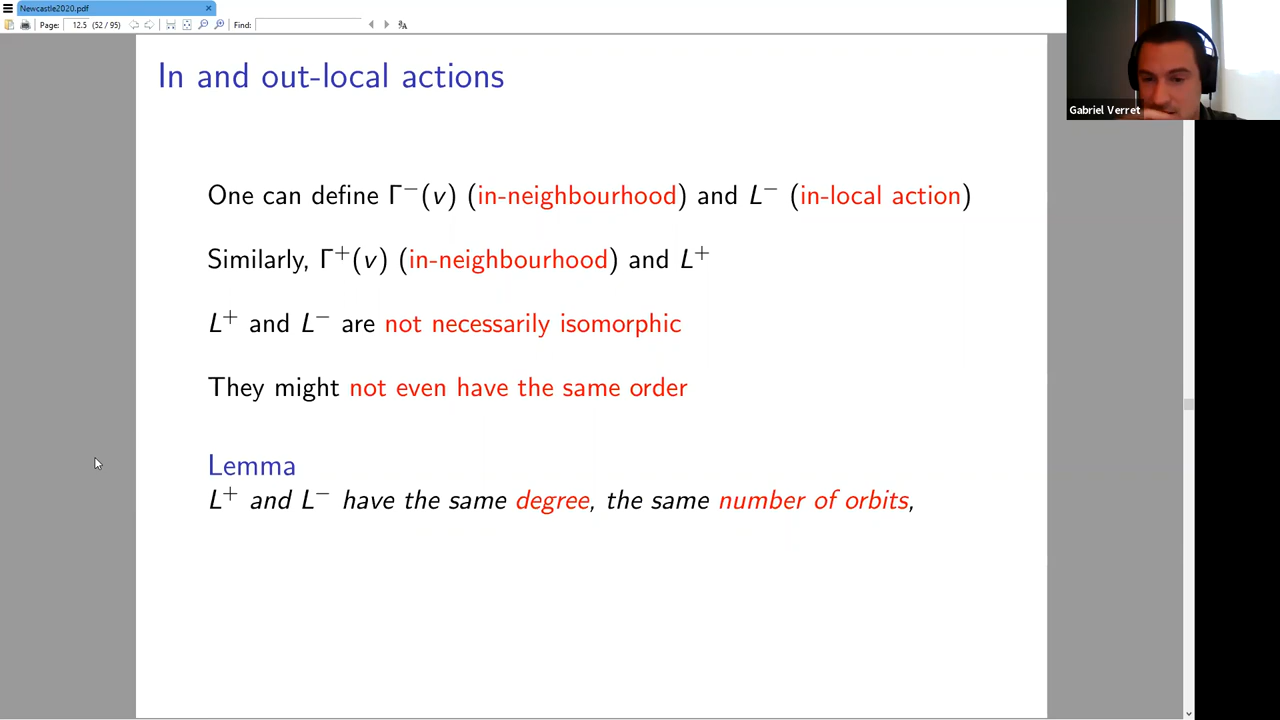 Newcastle2020.pdf
Page: 12.5 (52 / 95) Find:
In and out-local actions
Gabriel Verret
One can define Γ⁻(v) (in-neighbourhood) and L⁻ (in-local action)
Similarly, Γ⁺(v) (in-neighbourhood) and L⁺
L⁺ and L⁻ are not necessarily isomorphic
They might not even have the same order
Lemma
L⁺ and L⁻ have the same degree, the same number of orbits,